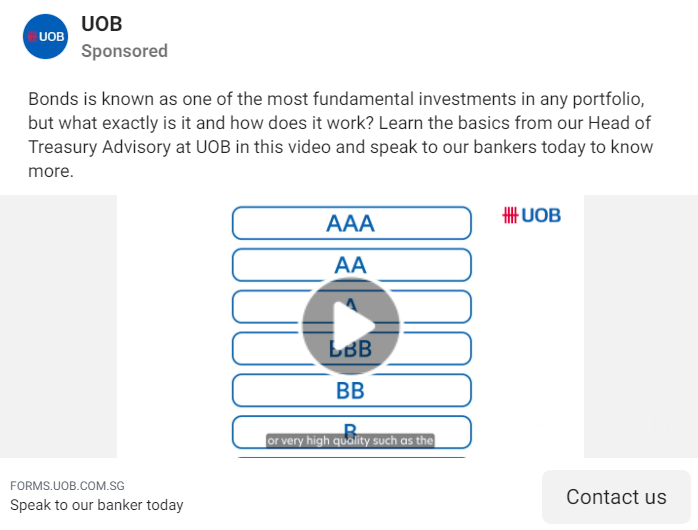 UOB
UOB
Sponsored
Bonds is known as one of the most fundamental investments in any portfolio,
but what exactly is it and how does it work? Learn the basics from our Head of
Treasury Advisory at UOB in this video and speak to our bankers today to know
more.
UOB
AAA
AA
A
BBB
BB
B
or very high quality such as the
FORMS.UOB.COM.SG
Speak to our banker today
Contact us